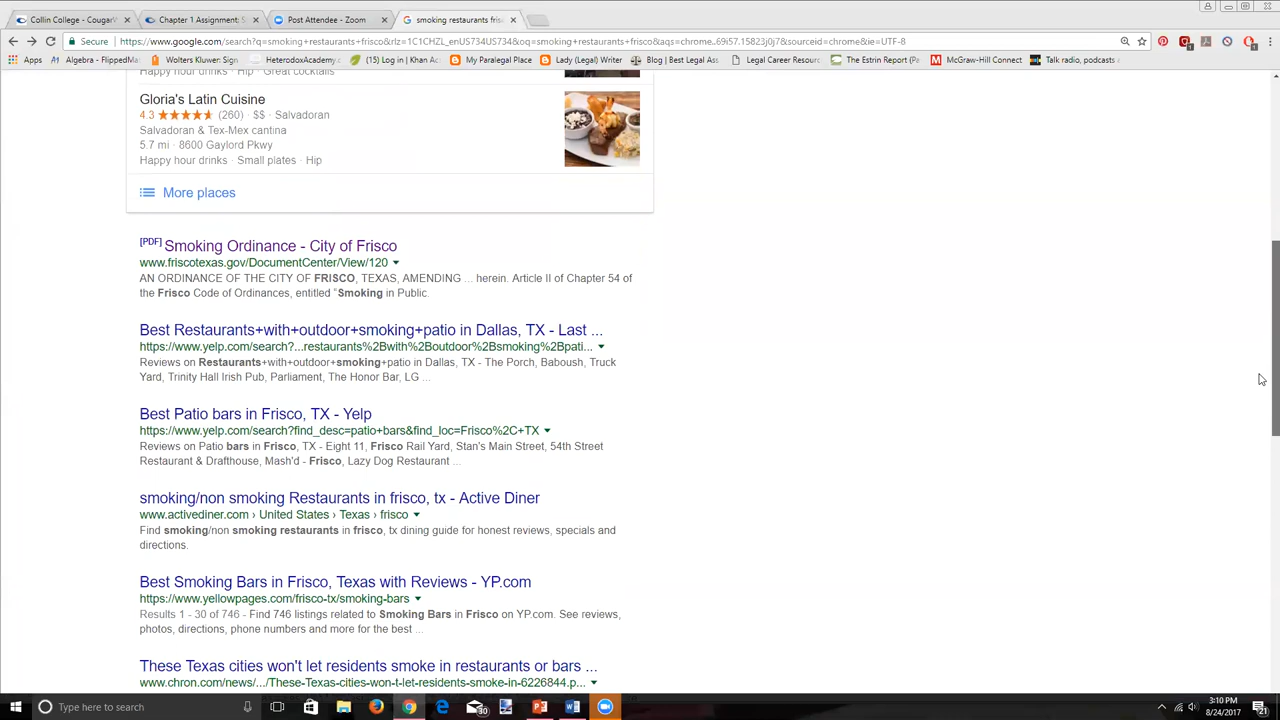 Collin College - CougarW
Chapter 1 Assignment: S
Post Attendee - Zoom
smoking restaurants fris
Secure
https://www.google.com/search?q=smoking+restaurants+frisco&rlz=1C1CHZL_enUS734US734&oq=smoking+restaurants+frisco&aqs=chrome..69i57.15823j0j7&sourceid=chrome&ie=UTF-8
Apps
Algebra - FlippedMa
Wolters Kluwer: Sign
HeterodoxAcademy
(15) Log in | Khan Ac
My Paralegal Place
Lady (Legal) Writer
Blog | Best Legal Ass
Legal Career Resourc
The Estrin Report (Pa
McGraw-Hill Connect
Talk radio, podcasts
Happy hour drinks · Hip · Great cocktails
Gloria's Latin Cuisine
4.3 (260) · $$ · Salvadoran
Salvadoran & Tex-Mex cantina
5.7 mi · 8600 Gaylord Pkwy
Happy hour drinks · Small plates · Hip
More places
[PDF] Smoking Ordinance - City of Frisco
www.friscotexas.gov/DocumentCenter/View/120
AN ORDINANCE OF THE CITY OF FRISCO, TEXAS, AMENDING ... herein. Article II of Chapter 54 of
the Frisco Code of Ordinances, entitled “Smoking in Public.
Best Restaurants+with+outdoor+smoking+patio in Dallas, TX - Last ...
https://www.yelp.com/search?...restaurants%2Bwith%2Boutdoor%2Bsmoking%2Bpati...
Reviews on Restaurants+with+outdoor+smoking+patio in Dallas, TX - The Porch, Baboush, Truck
Yard, Trinity Hall Irish Pub, Parliament, The Honor Bar, LG ...
Best Patio bars in Frisco, TX - Yelp
https://www.yelp.com/search?find_desc=patio+bars&find_loc=Frisco%2C+TX
Reviews on Patio bars in Frisco, TX - Eight 11, Frisco Rail Yard, Stan's Main Street, 54th Street
Restaurant & Drafthouse, Mash'd - Frisco, Lazy Dog Restaurant ...
smoking/non smoking Restaurants in frisco, tx - Active Diner
www.activediner.com › United States › Texas › frisco
Find smoking/non smoking restaurants in frisco, tx dining guide for honest reviews, specials and
directions.
Best Smoking Bars in Frisco, Texas with Reviews - YP.com
https://www.yellowpages.com/frisco-tx/smoking-bars
Results 1 - 30 of 746 - Find 746 listings related to Smoking Bars in Frisco on YP.com. See reviews,
photos, directions, phone numbers and more for the best ...
These Texas cities won't let residents smoke in restaurants or bars ...
www.chron.com/news/.../These-Texas-cities-won-t-let-residents-smoke-in-6226844.p...
Type here to search
3:10 PM
8/24/2017